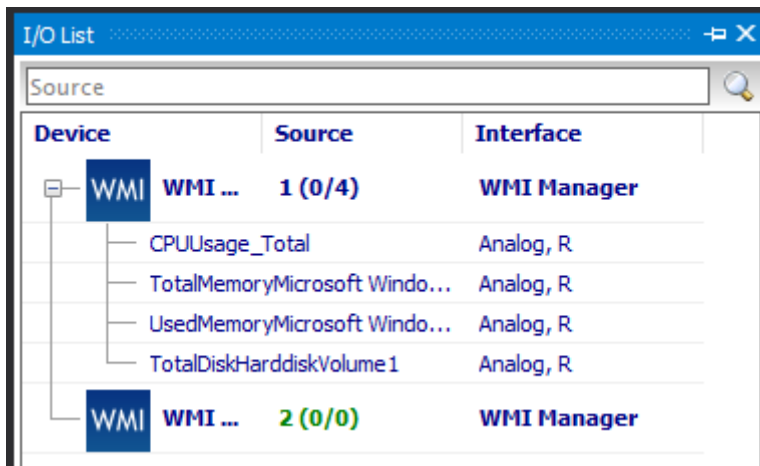 I/O List
Source
Device Source Interface
WMI WMI ... 1 (0/4) WMI Manager
CPUUsage_Total Analog, R
TotalMemoryMicrosoft Windo... Analog, R
UsedMemoryMicrosoft Windo... Analog, R
TotalDiskHarddiskVolume1 Analog, R
WMI WMI ... 2 (0/0) WMI Manager